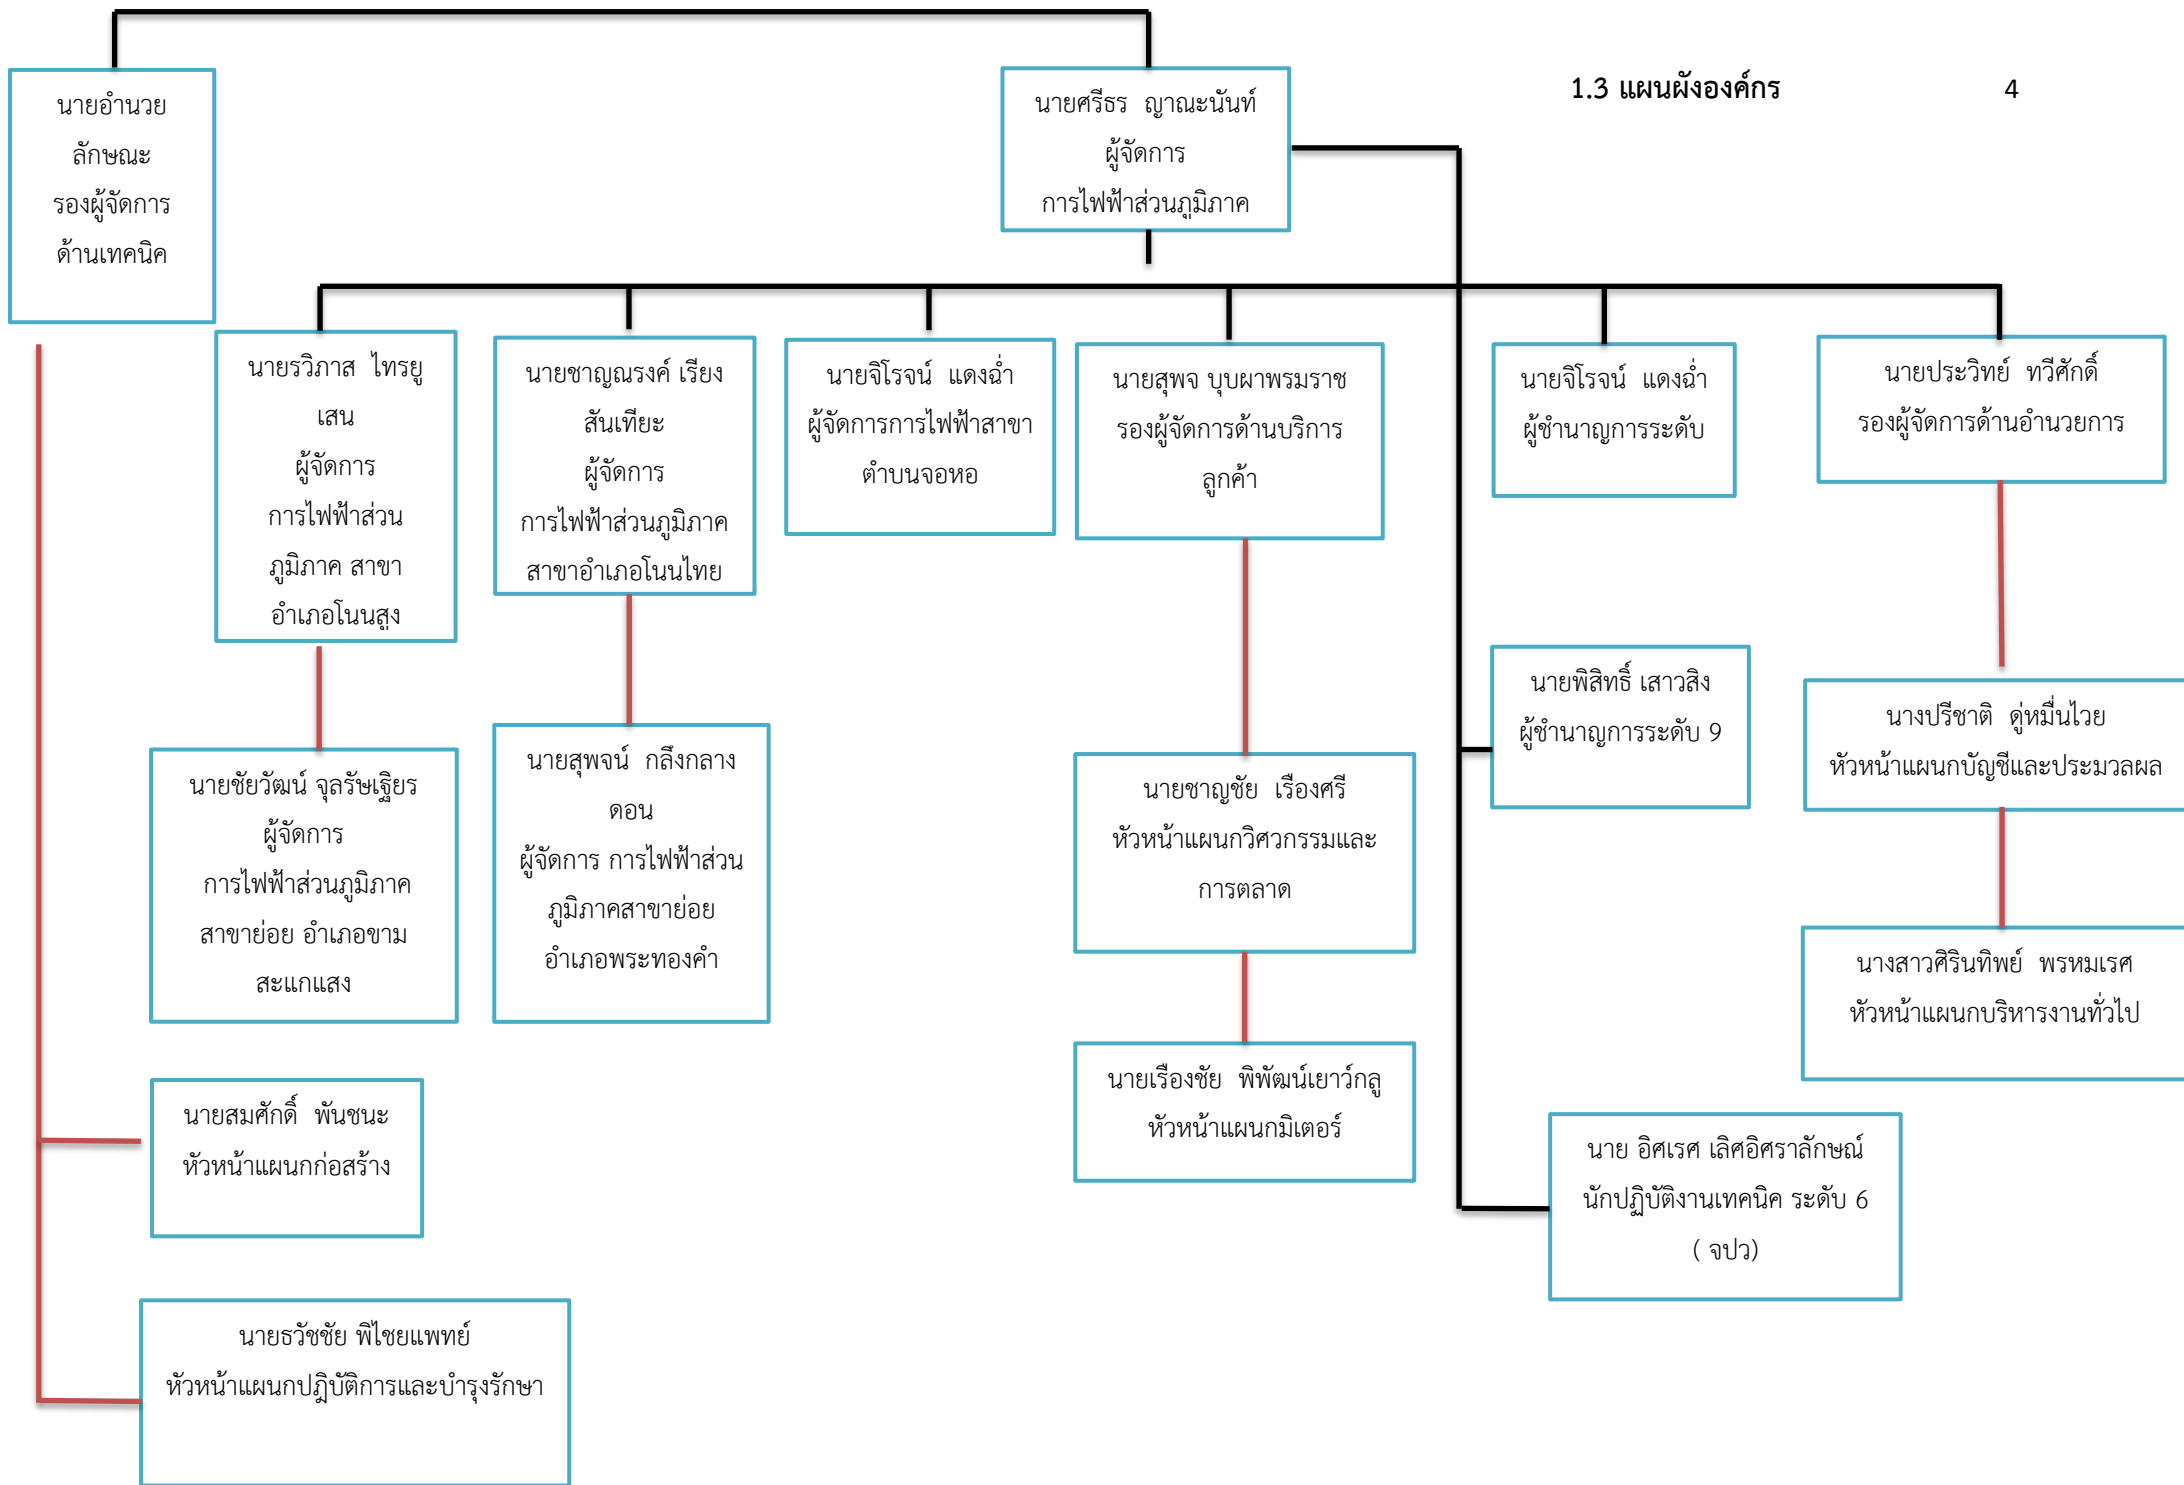 1.3 แผนผังองค์กร
4
นายอำนวย
ลักษณะ
รองผู้จัดการ
ด้านเทคนิค
นายศรีธร ญาณะนันท์
ผู้จัดการ
การไฟฟ้าส่วนภูมิภาค
นายรวิภาส ไทรยู
เสน
ผู้จัดการ
การไฟฟ้าส่วน
ภูมิภาค สาขา
อำเภอโนนสูง
นายชาญณรงค์ เรียง
สันเทียะ
ผู้จัดการ
การไฟฟ้าส่วนภูมิภาค
สาขาอำเภอโนนไทย
นายจิโรจน์ แดงฉ่ำ
ผู้จัดการการไฟฟ้าสาขา
ตำบนจอหอ
นายสุพจ บุบผาพรมราช
รองผู้จัดการด้านบริการ
ลูกค้า
นายจิโรจน์ แดงฉ่ำ
ผู้ชำนาญการระดับ
นายประวิทย์ ทวีศักดิ์
รองผู้จัดการด้านอำนวยการ
นายชัยวัฒน์ จุลรัษเฐิยร
ผู้จัดการ
การไฟฟ้าส่วนภูมิภาค
สาขาย่อย อำเภอขาม
สะแกแสง
นายสุพจน์ กลึงกลาง
ดอน
ผู้จัดการ การไฟฟ้าส่วน
ภูมิภาคสาขาย่อย
อำเภอพระทองคำ
นายชาญชัย เรืองศรี
หัวหน้าแผนกวิศวกรรมและ
การตลาด
นายพิสิทธิ์ เสาวสิง
ผู้ชำนาญการระดับ 9
นางปรีชาติ ดู่หมื่นไวย
หัวหน้าแผนกบัญชีและประมวลผล
นางสาวศิรินทิพย์ พรหมเรศ
หัวหน้าแผนกบริหารงานทั่วไป
นายสมศักดิ์ พันชนะ
หัวหน้าแผนกก่อสร้าง
นายเรืองชัย พิพัฒน์เยาว์กลู
หัวหน้าแผนกมิเตอร์
นาย อิศเรศ เลิศอิศราลักษณ์
นักปฏิบัติงานเทคนิค ระดับ 6
( จปว)
นายธวัชชัย พิไชยแพทย์
หัวหน้าแผนกปฎิบัติการและบำรุงรักษา